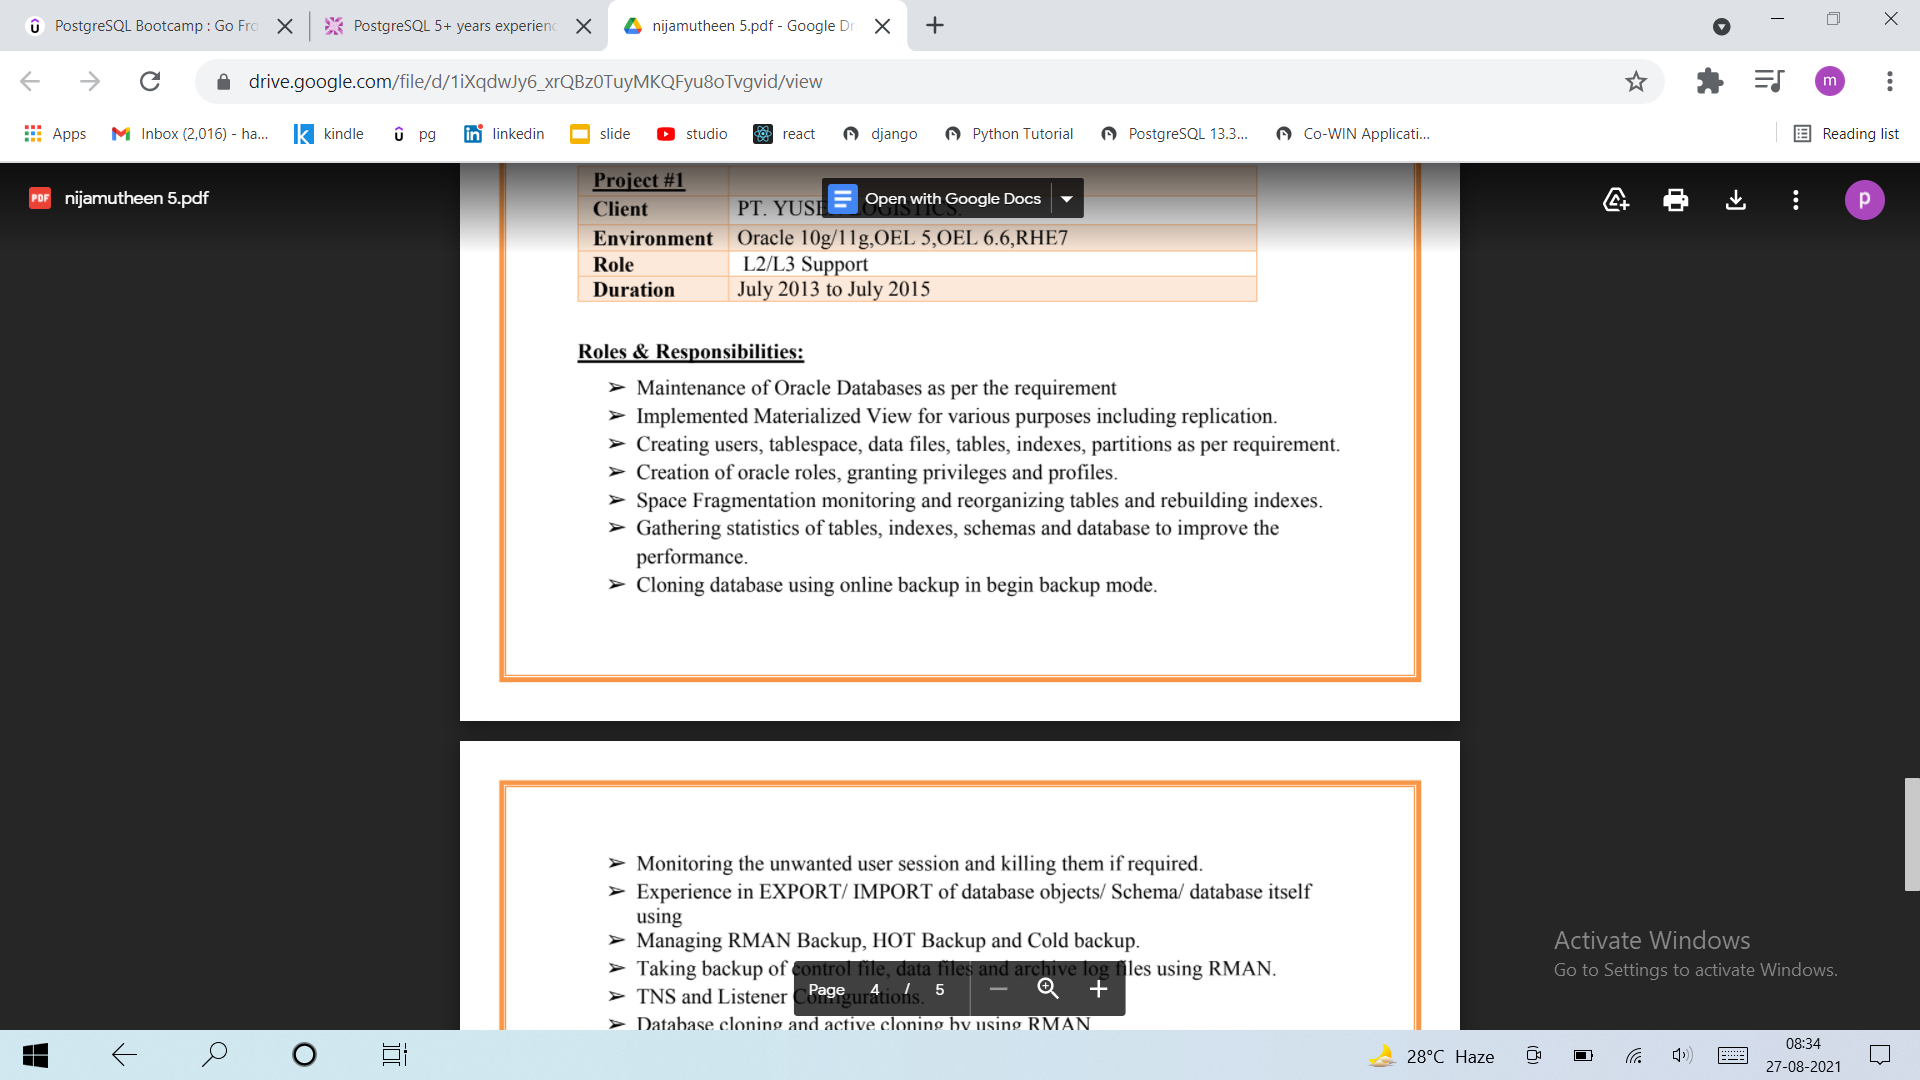 PostgreSQL Bootcamp : Go Fro
PostgreSQL 5+ years experienc
nijamutheen 5.pdf - Google Dr
drive.google.com/file/d/1iXqdwJy6_xrQBz0TuyMKQFyu8oTvgvid/view
m
Apps
Inbox (2,016) - ha...
kindle
pg
linkedin
slide
studio
react
django
Python Tutorial
PostgreSQL 13.3...
Co-WIN Applicati...
Reading list
PDF
nijamutheen 5.pdf
Open with Google Docs
p
Project #1
Client PT. YUSEN LOGISTICS.
Environment Oracle 10g/11g,OEL 5,OEL 6.6,RHE7
Role L2/L3 Support
Duration July 2013 to July 2015
Roles & Responsibilities:
➢ Maintenance of Oracle Databases as per the requirement
➢ Implemented Materialized View for various purposes including replication.
➢ Creating users, tablespace, data files, tables, indexes, partitions as per requirement.
➢ Creation of oracle roles, granting privileges and profiles.
➢ Space Fragmentation monitoring and reorganizing tables and rebuilding indexes.
➢ Gathering statistics of tables, indexes, schemas and database to improve the
performance.
➢ Cloning database using online backup in begin backup mode.
➢ Monitoring the unwanted user session and killing them if required.
➢ Experience in EXPORT/ IMPORT of database objects/ Schema/ database itself
using
➢ Managing RMAN Backup, HOT Backup and Cold backup.
➢ Taking backup of control file, data files and archive log files using RMAN.
➢ TNS and Listener Configurations.
➢ Database cloning and active cloning by using RMAN
Page 4 / 5
Activate Windows
Go to Settings to activate Windows.
28°C Haze
08:34
27-08-2021